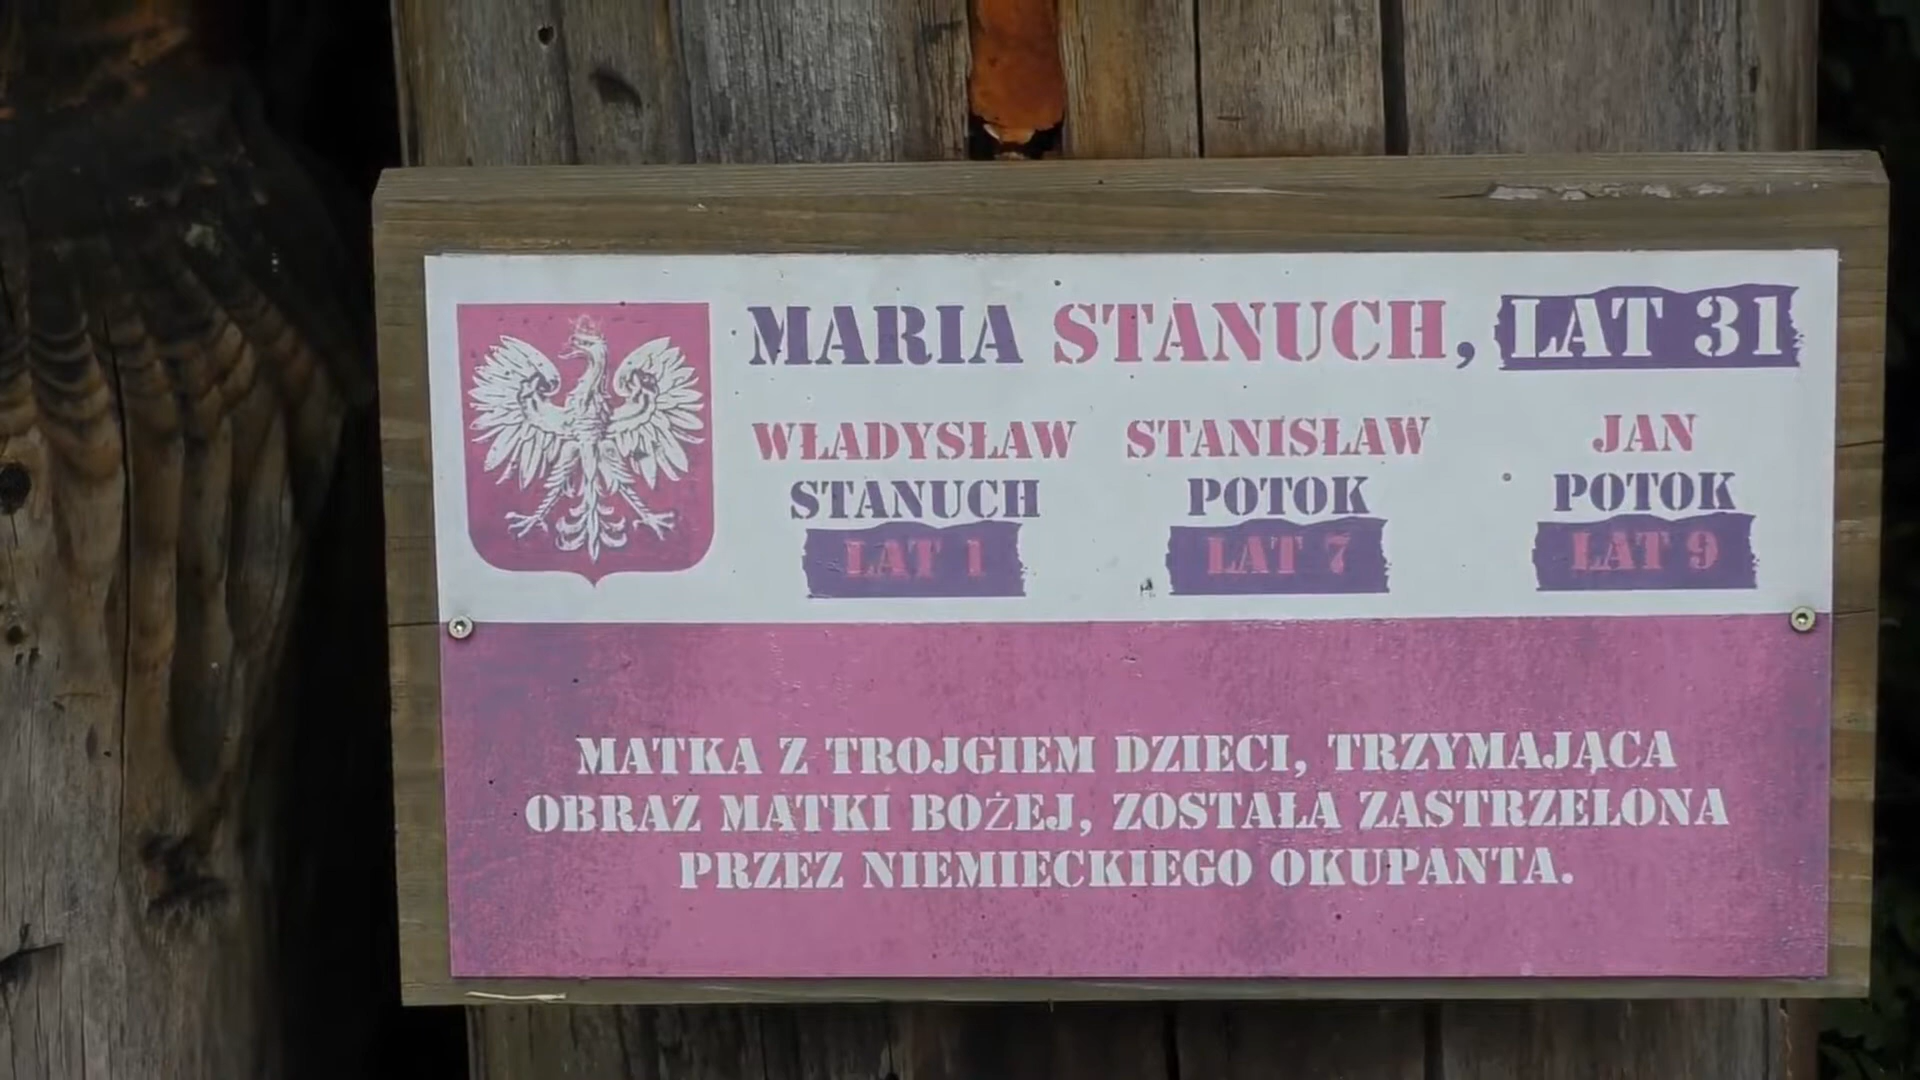 MARIA STANUCH, LAT 31
WŁADYSŁAW STANISŁAW JAN
STANUCH POTOK POTOK
LAT 1 LAT 7 LAT 9
MATKA Z TROJGIEM DZIECI, TRZYMAJĄCA
OBRAZ MATKI BOŻEJ, ZOSTAŁA ZASTRZELONA
PRZEZ NIEMIECKIEGO OKUPANTA.